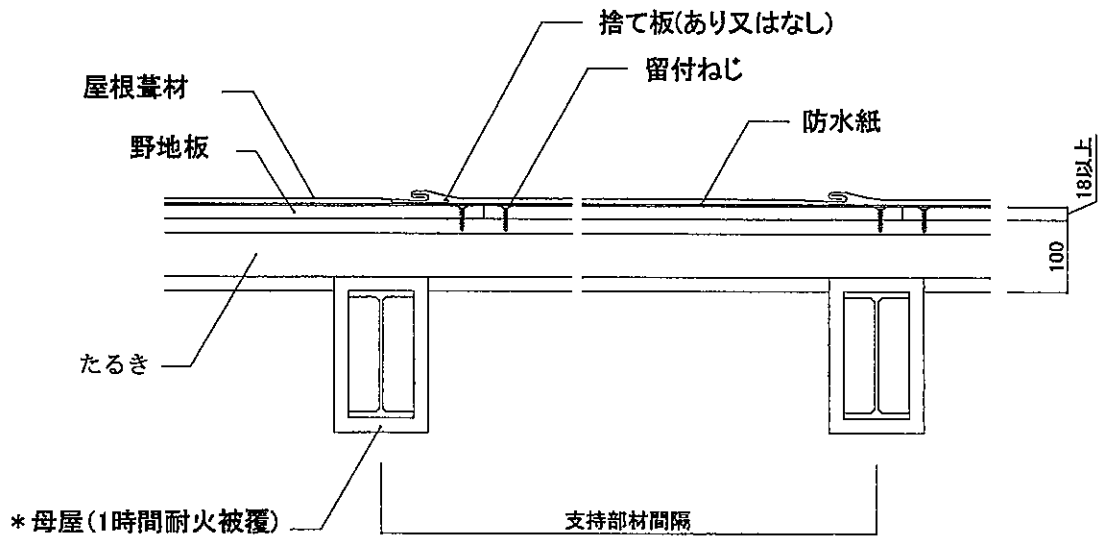 捨て板(あり又はなし)
留付ねじ
屋根葺材
防水紙
野地板
18以上
100
たるき
*母屋(1時間耐火被覆)
支持部材間隔